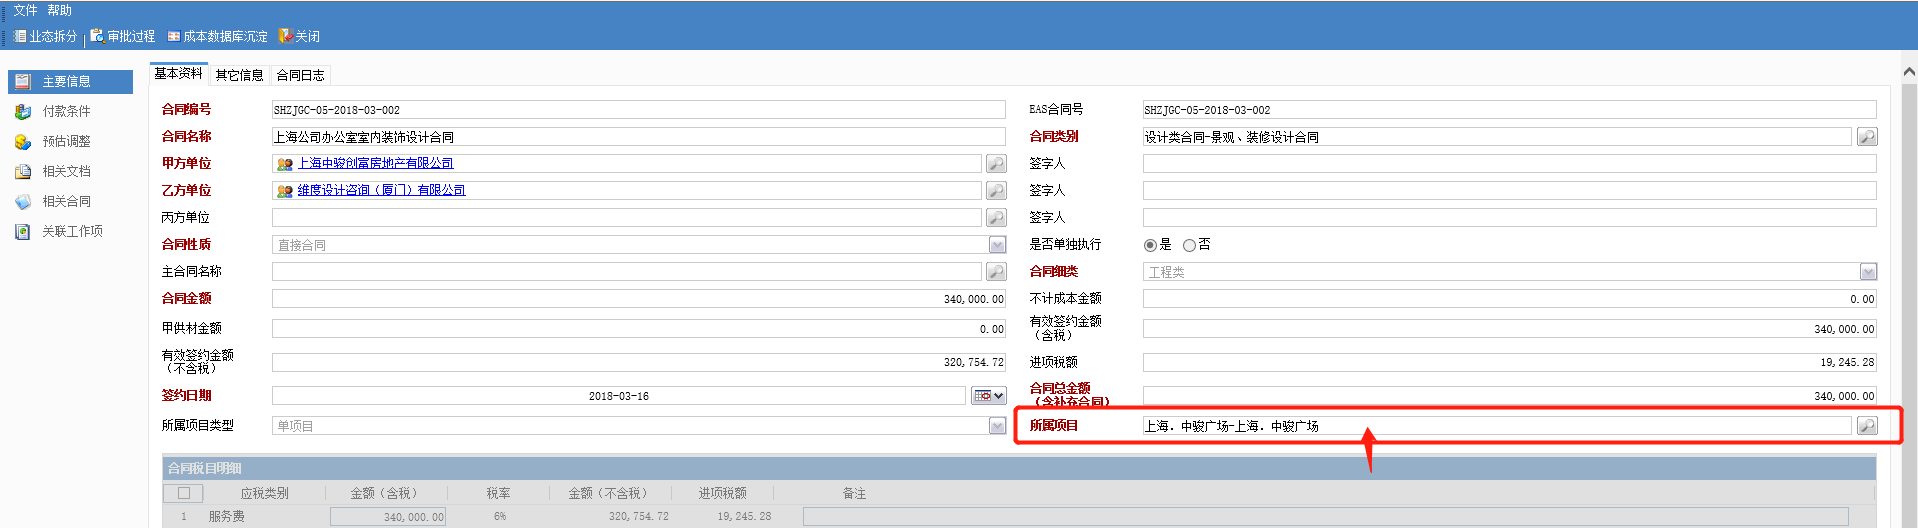 文件 帮助
业态拆分 审批过程 成本数据库沉淀 关闭
主要信息
付款条件
预估调整
相关文档
相关合同
关联工作项
基本资料 其它信息 合同日志
合同编号 SHZJGC-05-2018-03-002 EAS合同号 SHZJGC-05-2018-03-002
合同名称 上海公司办公室室内装饰设计合同 合同类别 设计类合同-景观、装修设计合同
甲方单位 上海中骏创富房地产有限公司 签字人
乙方单位 维度设计咨询（厦门）有限公司 签字人
丙方单位 签字人
合同性质 直接合同 是否单独执行 是 否
主合同名称 合同细类 工程类
合同金额 340,000.00 不计成本金额 0.00
甲供材金额 0.00 有效签约金额
（含税） 340,000.00
有效签约金额
（不含税） 320,754.72 进项税额 19,245.28
签约日期 2018-03-16 合同总金额
（含补充合同） 340,000.00
所属项目类型 单项目 所属项目 上海．中骏广场-上海．中骏广场
合同税目明细
应税类别 金额（含税） 税率 金额（不含税） 进项税额 备注
1 服务费 340,000.00 6% 320,754.72 19,245.28